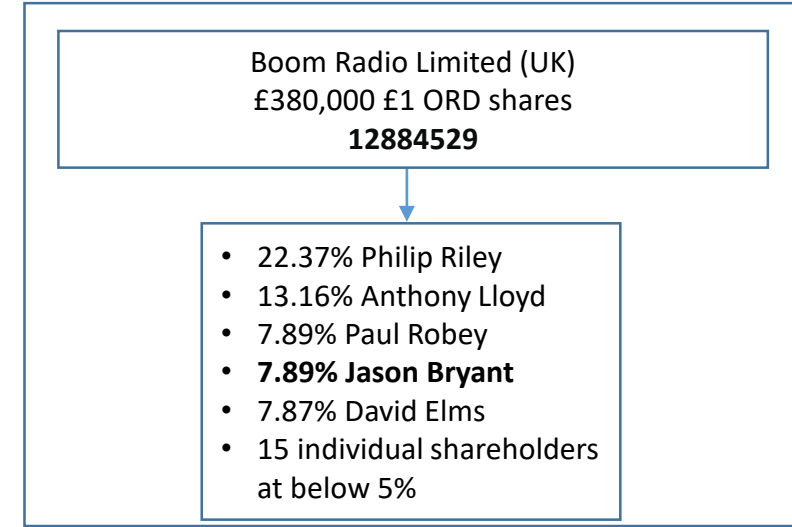 Boom Radio Limited (UK)
£380,000 £1 ORD shares
12884529
• 22.37% Philip Riley
• 13.16% Anthony Lloyd
• 7.89% Paul Robey
• 7.89% Jason Bryant
• 7.87% David Elms
• 15 individual shareholders
at below 5%